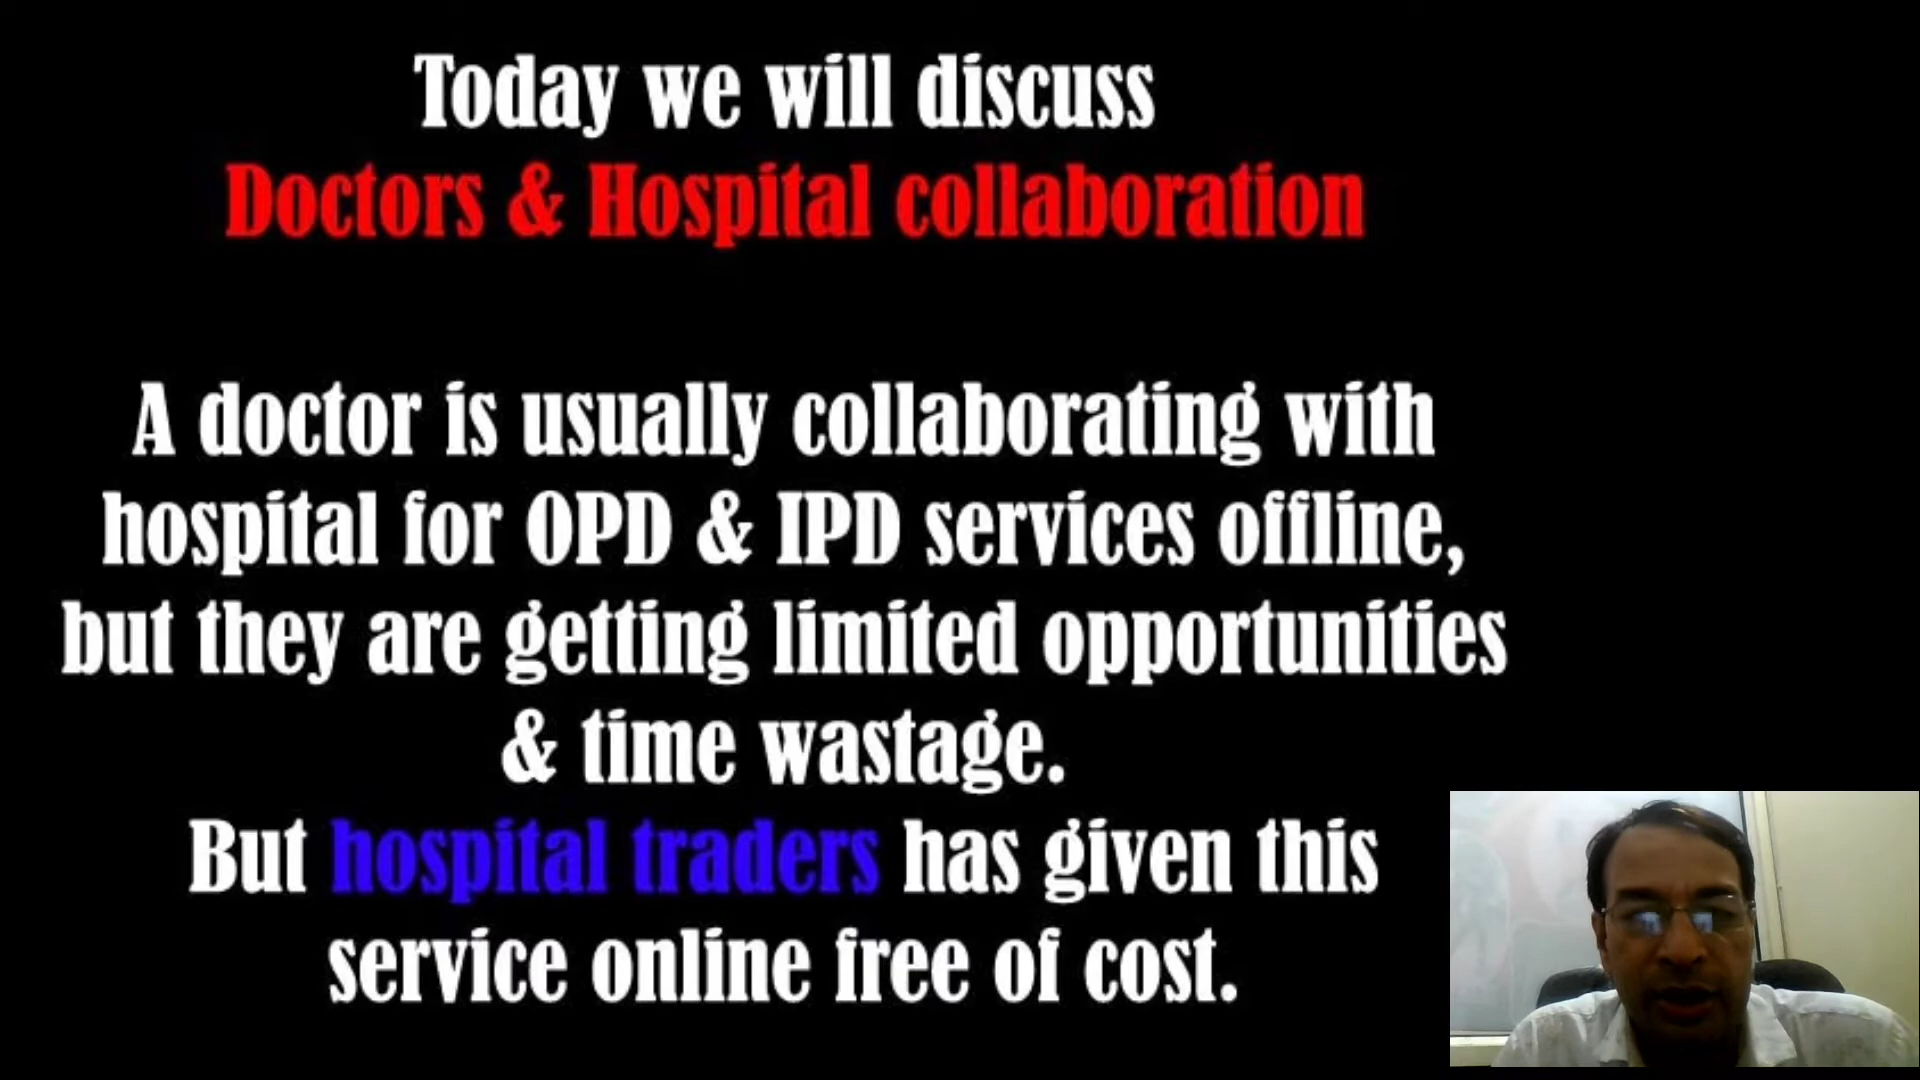 Today we will discuss
Doctors & Hospital collaboration
A doctor is usually collaborating with
hospital for OPD & IPD services offline,
but they are getting limited opportunities
& time wastage.
But hospital traders has given this
service online free of cost.